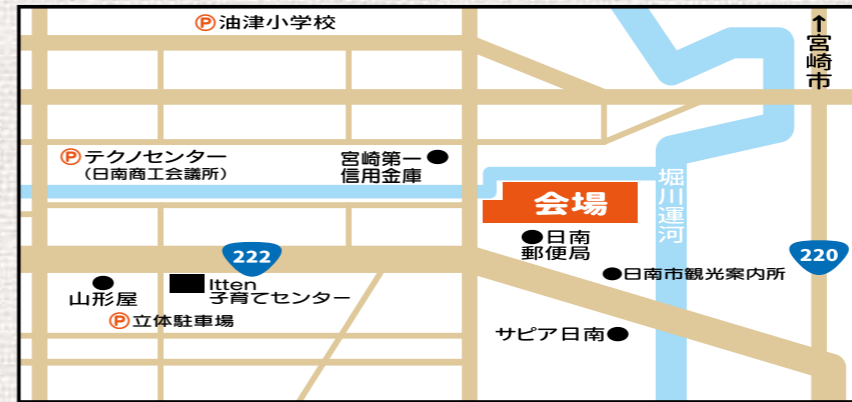 Ⓟ油津小学校
↑宮崎市
Ⓟテクノセンター
（日南商工会議所）
宮崎第一●
信用金庫
堀川運河
会場
●日南
郵便局
222
220
●日南市観光案内所
山形屋
Itten
子育てセンター
Ⓟ立体駐車場
サピア日南●